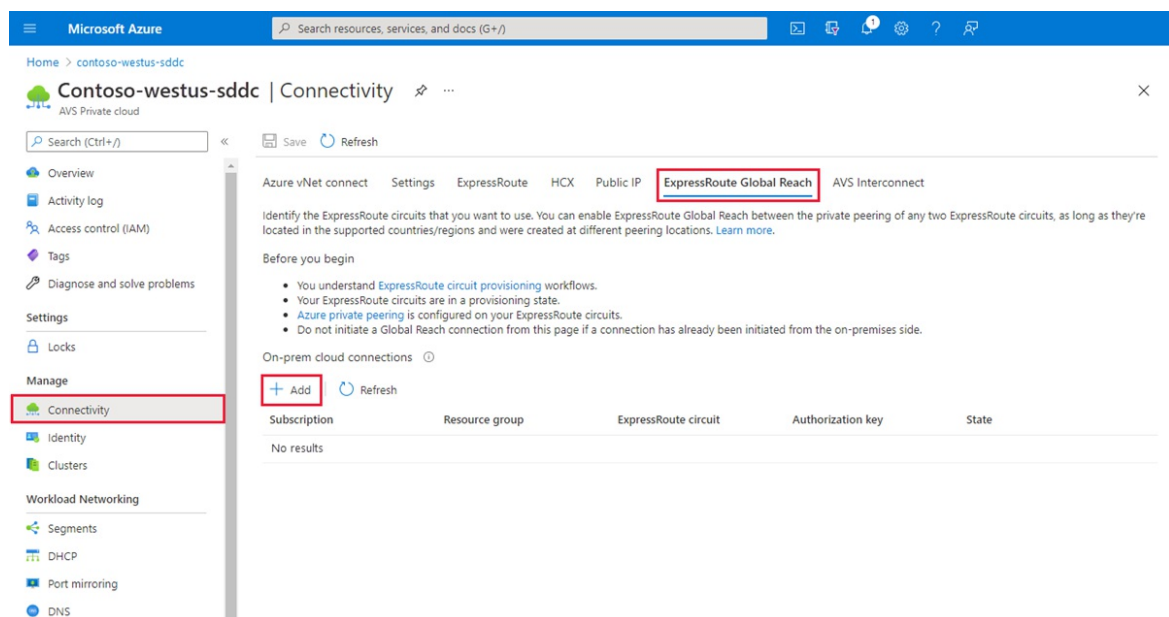 Microsoft Azure
Search resources, services, and docs (G+/)
1
Home > contoso-westus-sddc
Contoso-westus-sddc | Connectivity
AVS Private cloud
Search (Ctrl+/)
Overview
Activity log
Access control (IAM)
Tags
Diagnose and solve problems
Settings
Locks
Manage
Connectivity
Identity
Clusters
Workload Networking
Segments
DHCP
Port mirroring
DNS
Save Refresh
Azure vNet connect Settings ExpressRoute HCX Public IP ExpressRoute Global Reach AVS Interconnect
Identify the ExpressRoute circuits that you want to use. You can enable ExpressRoute Global Reach between the private peering of any two ExpressRoute circuits, as long as they're
located in the supported countries/regions and were created at different peering locations. Learn more.
Before you begin
• You understand ExpressRoute circuit provisioning workflows.
• Your ExpressRoute circuits are in a provisioning state.
• Azure private peering is configured on your ExpressRoute circuits.
• Do not initiate a Global Reach connection from this page if a connection has already been initiated from the on-premises side.
On-prem cloud connections
Add Refresh
Subscription Resource group ExpressRoute circuit Authorization key State
No results